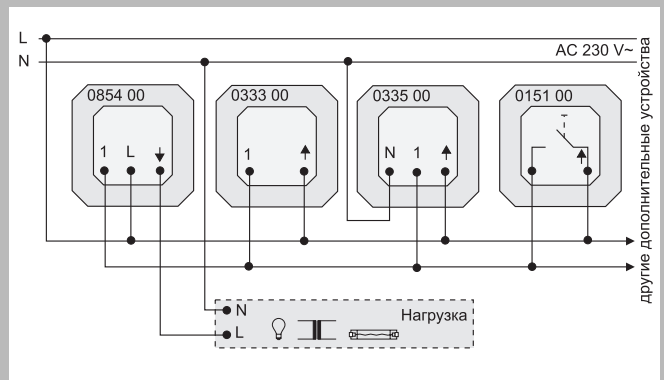 L
AC 230 V~
N
0854 00
0333 00
0335 00
0151 00
1 L
1
N 1
другие дополнительные устройства
N
Нагрузка
L